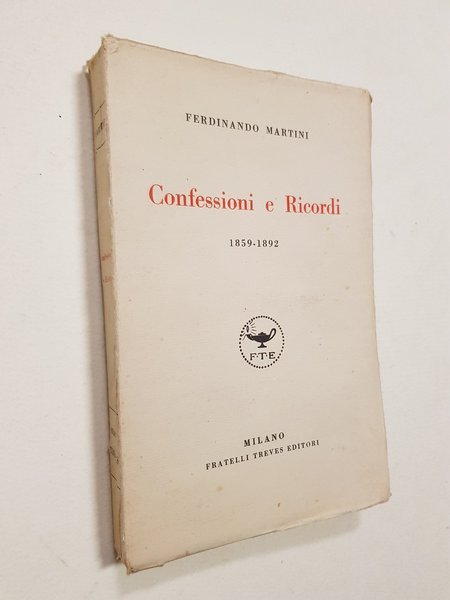 FERDINANDO MARTINI
Confessioni e Ricordi
1859-1892
F·T·E
MILANO
FRATELLI TREVES EDITORI